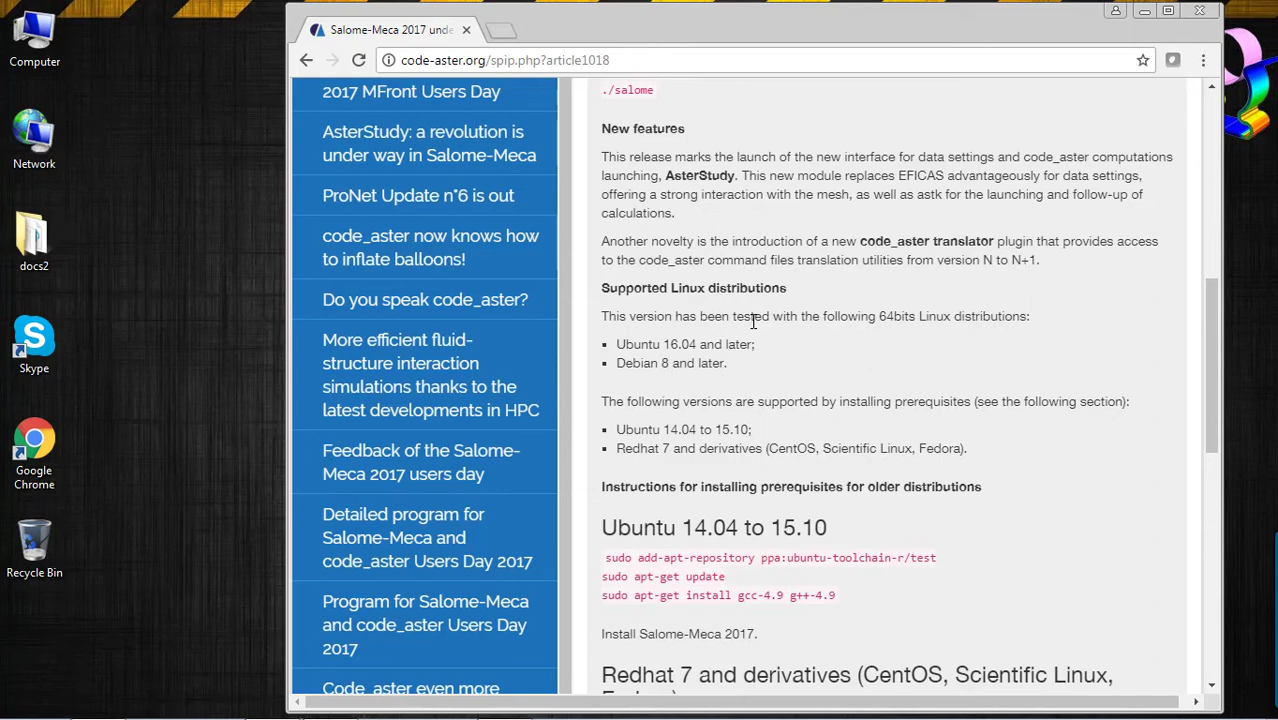 Computer
Network
docs2
Skype
Google
Chrome
Recycle Bin
Salome-Meca 2017 unde
code-aster.org/spip.php?article1018
2017 MFront Users Day
AsterStudy: a revolution is
under way in Salome-Meca
ProNet Update n°6 is out
code_aster now knows how
to inflate balloons!
Do you speak code_aster?
More efficient fluid-
structure interaction
simulations thanks to the
latest developments in HPC
Feedback of the Salome-
Meca 2017 users day
Detailed program for
Salome-Meca and
code_aster Users Day 2017
Program for Salome-Meca
and code_aster Users Day
2017
Code_aster even more
./salome
New features
This release marks the launch of the new interface for data settings and code_aster computations
launching, AsterStudy. This new module replaces EFICAS advantageously for data settings,
offering a strong interaction with the mesh, as well as astk for the launching and follow-up of
calculations.
Another novelty is the introduction of a new code_aster translator plugin that provides access
to the code_aster command files translation utilities from version N to N+1.
Supported Linux distributions
This version has been tested with the following 64bits Linux distributions:
▪ Ubuntu 16.04 and later;
▪ Debian 8 and later.
The following versions are supported by installing prerequisites (see the following section):
▪ Ubuntu 14.04 to 15.10;
▪ Redhat 7 and derivatives (CentOS, Scientific Linux, Fedora).
Instructions for installing prerequisites for older distributions
Ubuntu 14.04 to 15.10
sudo add-apt-repository ppa:ubuntu-toolchain-r/test
sudo apt-get update
sudo apt-get install gcc-4.9 g++-4.9
Install Salome-Meca 2017.
Redhat 7 and derivatives (CentOS, Scientific Linux,
Fedora)